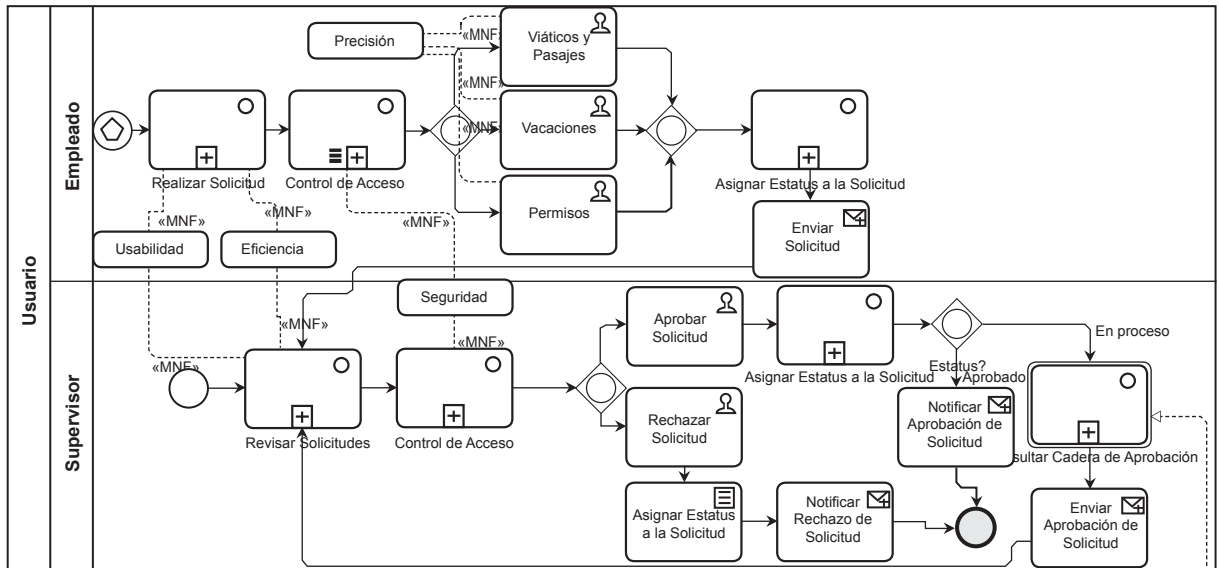 Usuario
Empleado
Precisión
«MNF»
Viáticos y
Pasajes
«MNF»
«MNF»
Vacaciones
«MNF»
Permisos
Realizar Solicitud
Control de Acceso
Asignar Estatus a la Solicitud
«MNF»
«MNF»
«MNF»
Usabilidad
Eficiencia
Enviar
Solicitud
Supervisor
Seguridad
«MNF»
«MNF»
«MNF»
Revisar Solicitudes
Control de Acceso
Aprobar
Solicitud
Asignar Estatus a la Solicitud
Estatus?
Aprobado
En proceso
Rechazar
Solicitud
Notificar
Aprobación de
Solicitud
sultar Cadera de Aprobación
Asignar Estatus
a la Solicitud
Notificar
Rechazo de
Solicitud
Enviar
Aprobación de
Solicitud